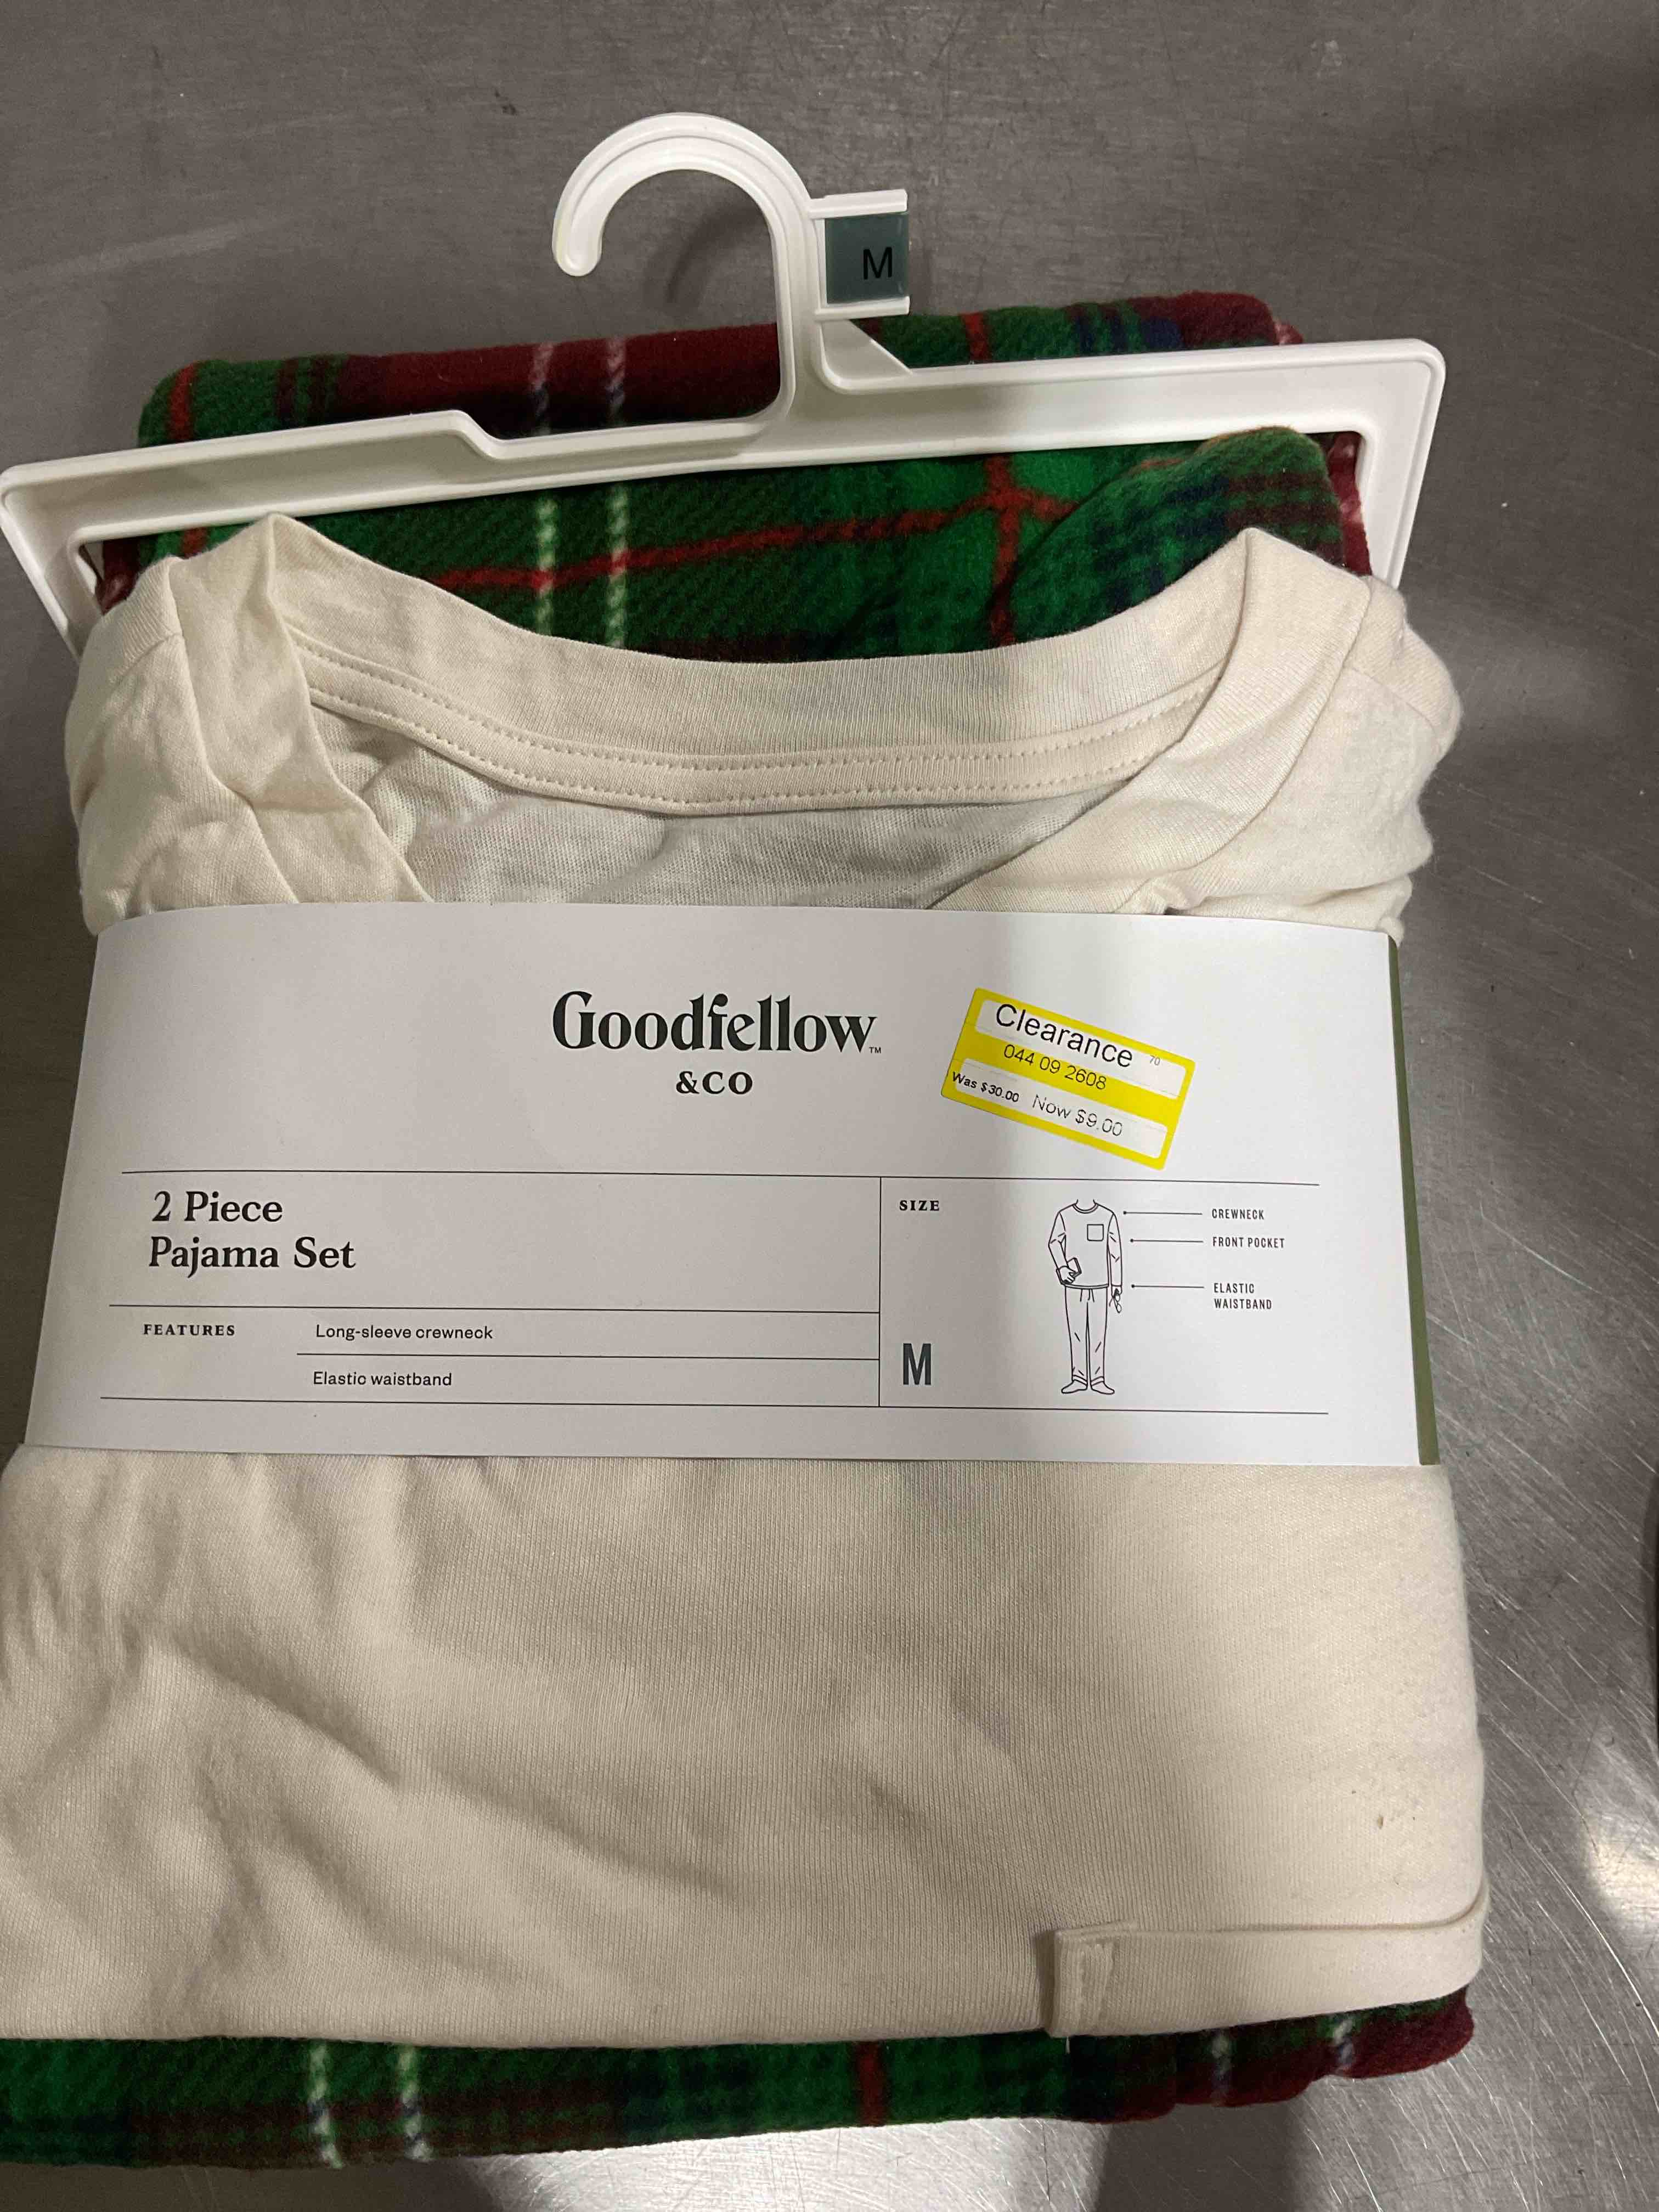 M
Goodfellow™
&CO
Clearance 70
044 09 2608
Was $30.00 Now $9.00
2 Piece
Pajama Set
FEATURES
Long-sleeve crewneck
Elastic waistband
SIZE
M
CREWNECK
FRONT POCKET
ELASTIC
WAISTBAND